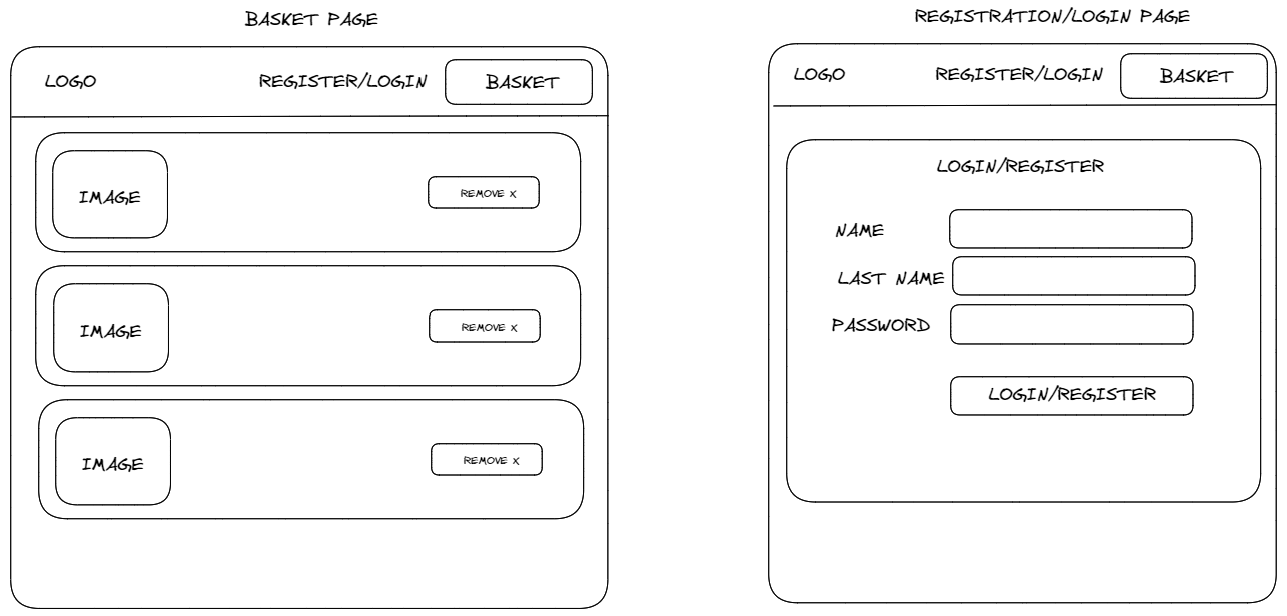 BASKET PAGE
LOGO
REGISTER/LOGIN
BASKET
IMAGE
REMOVE X
IMAGE
REMOVE X
IMAGE
REMOVE X
REGISTRATION/LOGIN PAGE
LOGO
REGISTER/LOGIN
BASKET
LOGIN/REGISTER
NAME
LAST NAME
PASSWORD
LOGIN/REGISTER